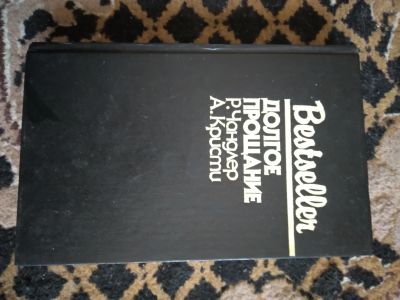 Bestseller
ДОЛГОЕ
ПРОЩАНИЕ
Р. Чандлер
А. Кристи